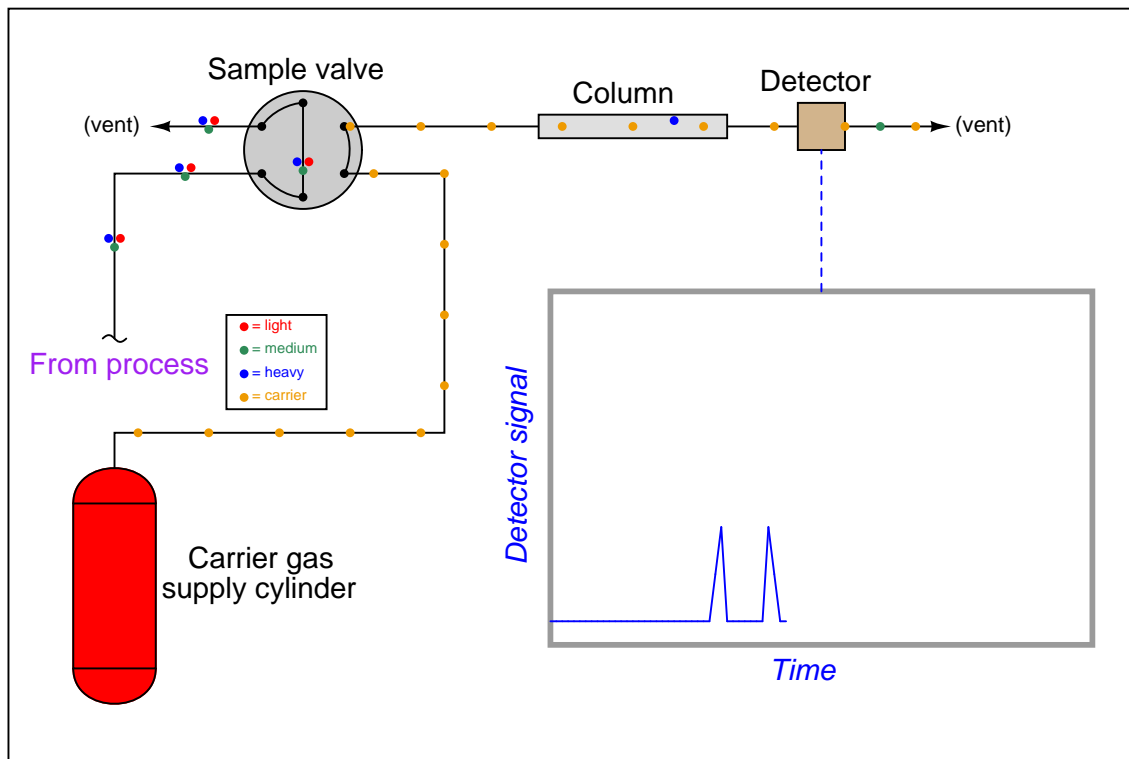 Sample valve
Column
Detector
(vent)
(vent)
From process
= light
= medium
= heavy
= carrier
Carrier gas
supply cylinder
Detector signal
Time